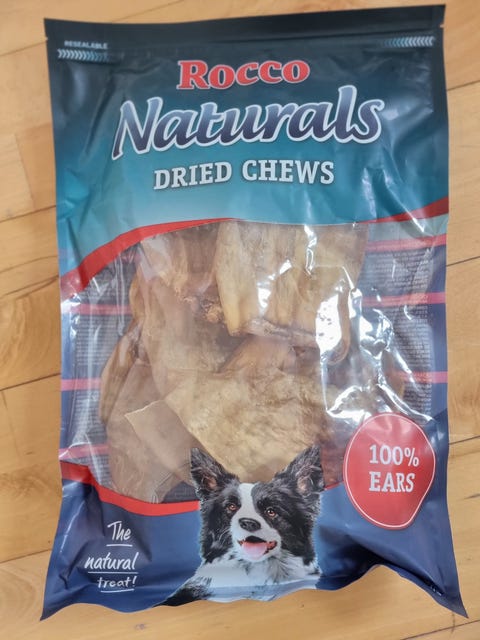 RESEALABLE
Rocco
Naturals
DRIED CHEWS
100%
EARS
The
natural
treat!